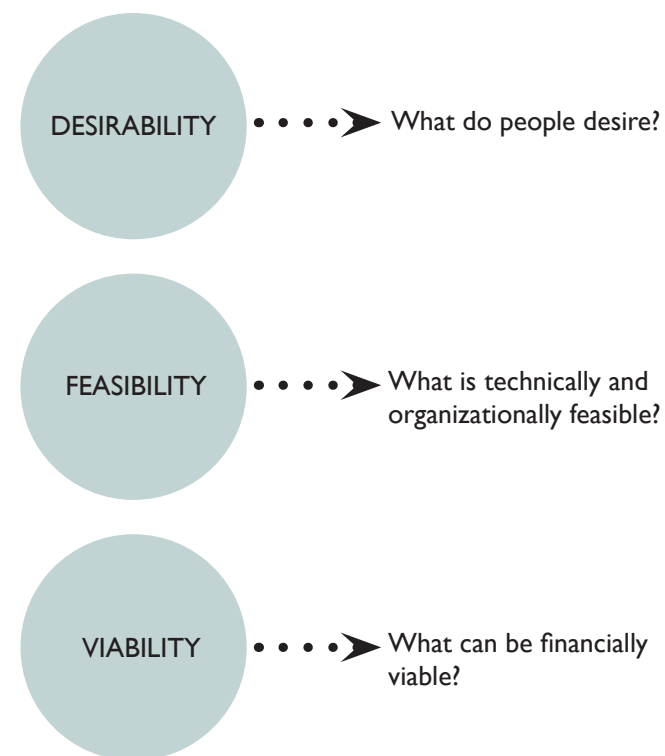 DESIRABILITY
What do people desire?
FEASIBILITY
What is technically and
organizationally feasible?
VIABILITY
What can be financially
viable?